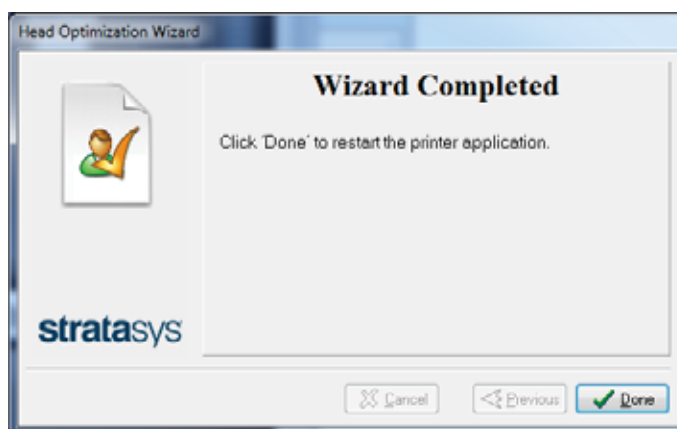 Head Optimization Wizard
Wizard Completed
Click 'Done' to restart the printer application.
stratasys
Cancel
Previous
Done